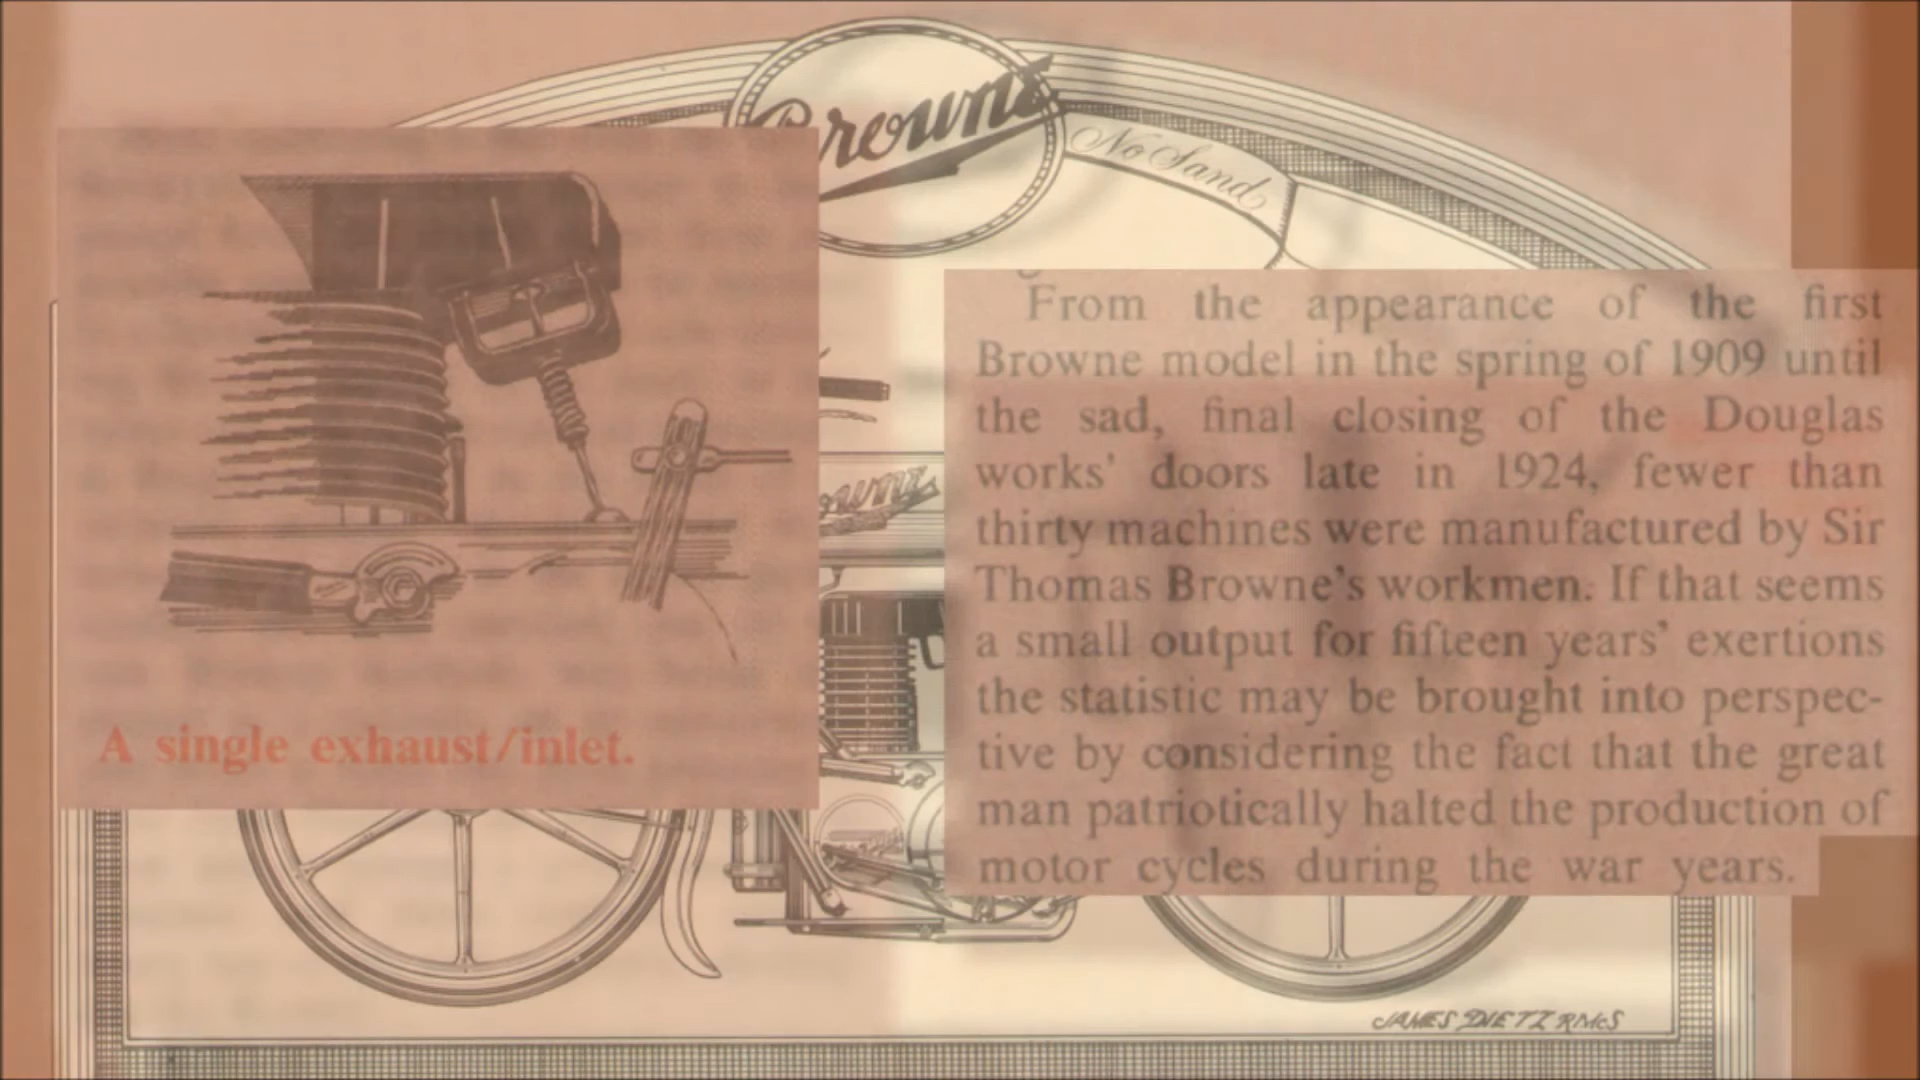 Browne
No Sand
From the appearance of the first
Browne model in the spring of 1909 until
the sad, final closing of the Douglas
works’ doors late in 1924, fewer than
thirty machines were manufactured by Sir
Thomas Browne’s workmen. If that seems
a small output for fifteen years’ exertions
the statistic may be brought into perspec-
tive by considering the fact that the great
man patriotically halted the production of
motor cycles during the war years.
A single exhaust/inlet.
JAMES DIETZ RMCS